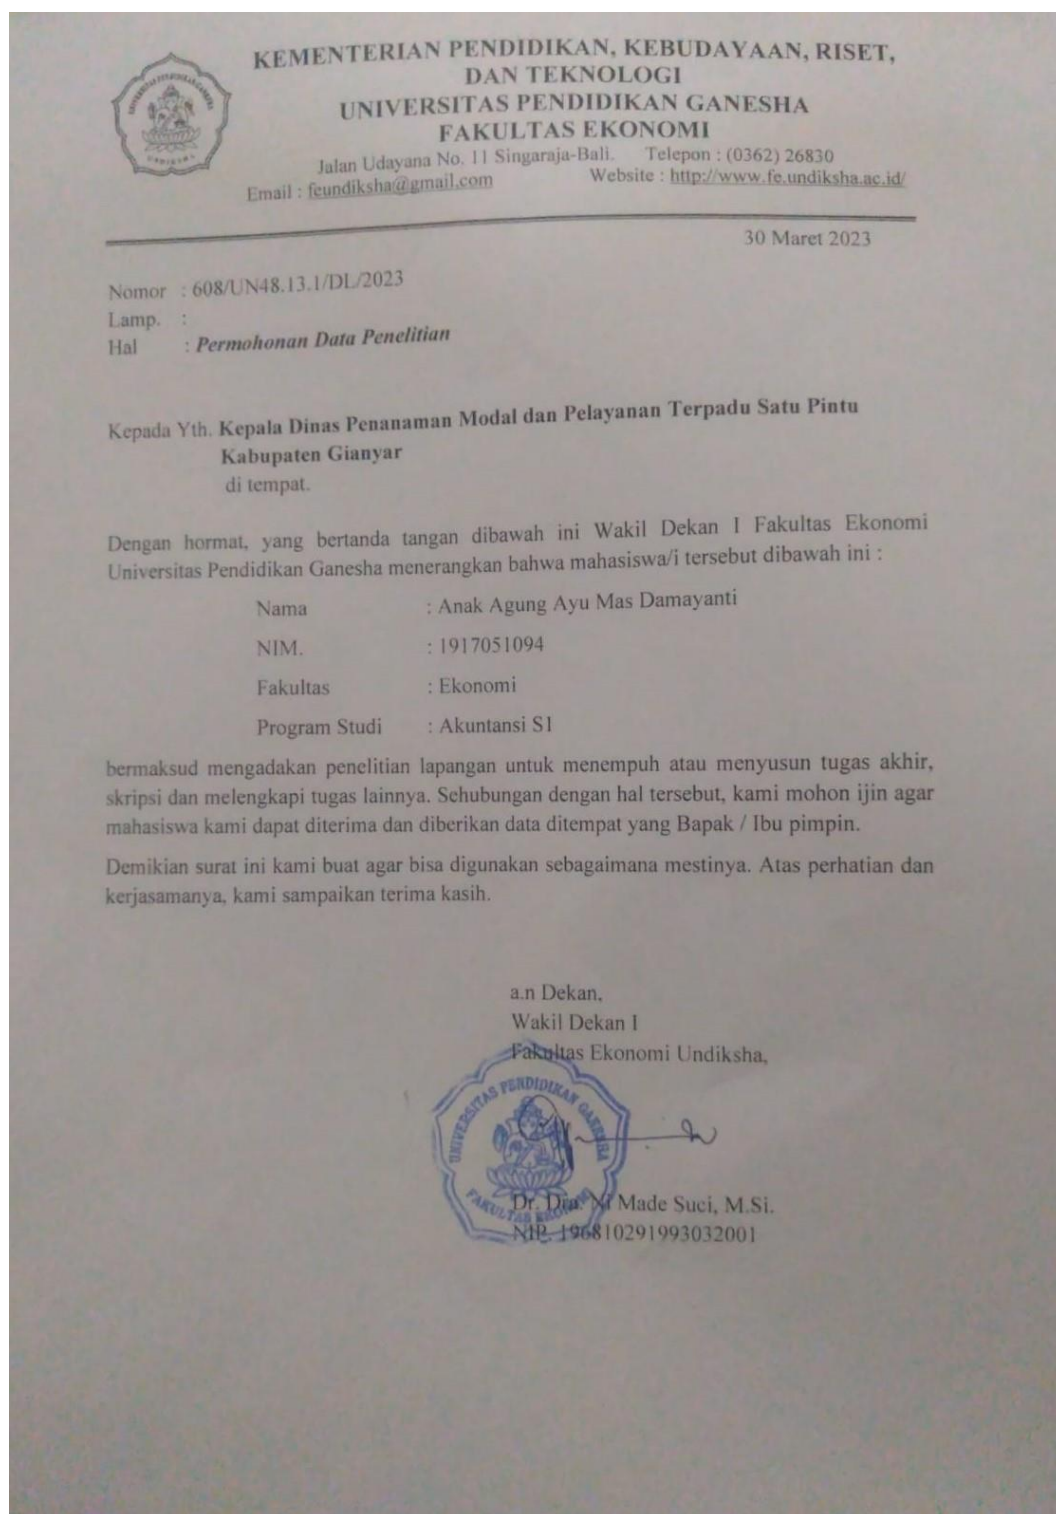 KEMENTERIAN PENDIDIKAN, KEBUDAYAAN, RISET,
DAN TEKNOLOGI
UNIVERSITAS PENDIDIKAN GANESHA
FAKULTAS EKONOMI
Jalan Udayana No. 11 Singaraja-Bali. Telepon : (0362) 26830
Email : feundiksha@gmail.com Website : http://www.fe.undiksha.ac.id/
30 Maret 2023
Nomor : 608/UN48.13.1/DL/2023
Lamp. :
Hal : Permohonan Data Penelitian
Kepada Yth. Kepala Dinas Penanaman Modal dan Pelayanan Terpadu Satu Pintu
Kabupaten Gianyar
di tempat.
Dengan hormat, yang bertanda tangan dibawah ini Wakil Dekan I Fakultas Ekonomi
Universitas Pendidikan Ganesha menerangkan bahwa mahasiswa/i tersebut dibawah ini :
Nama : Anak Agung Ayu Mas Damayanti
NIM. : 1917051094
Fakultas : Ekonomi
Program Studi : Akuntansi S1
bermaksud mengadakan penelitian lapangan untuk menempuh atau menyusun tugas akhir,
skripsi dan melengkapi tugas lainnya. Sehubungan dengan hal tersebut, kami mohon ijin agar
mahasiswa kami dapat diterima dan diberikan data ditempat yang Bapak / Ibu pimpin.
Demikian surat ini kami buat agar bisa digunakan sebagaimana mestinya. Atas perhatian dan
kerjasamanya, kami sampaikan terima kasih.
a.n Dekan,
Wakil Dekan I
Fakultas Ekonomi Undiksha,
UNIVERSITAS PENDIDIKAN GANESHA
FAKULTAS EKONOMI
Dr. Dra. Ni Made Suci, M.Si.
NIP. 196810291993032001